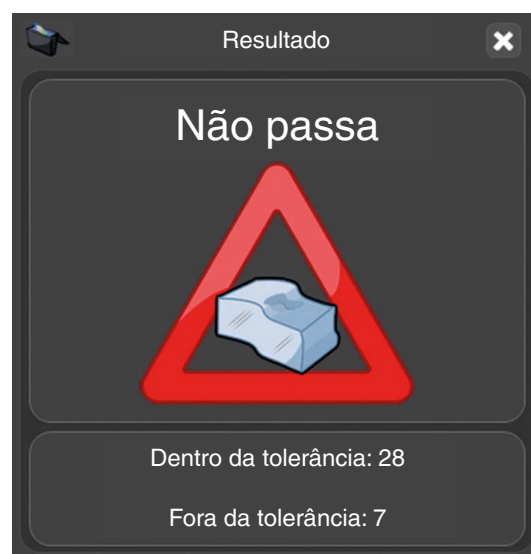 Resultado
Não passa
Dentro da tolerância: 28
Fora da tolerância: 7